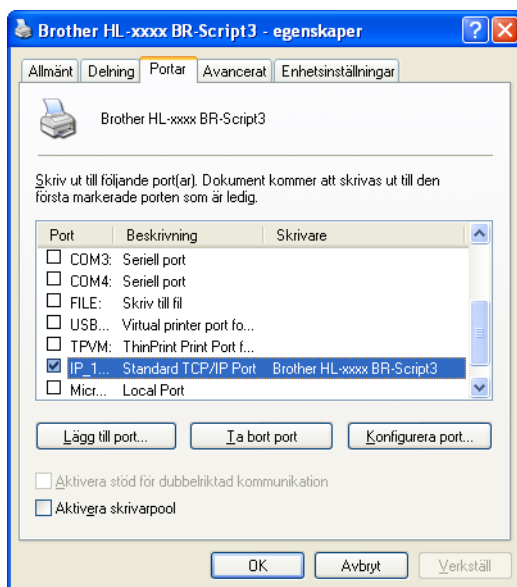 Brother HL-xxxx BR-Script3 - egenskaper
Allmänt Delning Portar Avancerat Enhetsinställningar
Brother HL-xxxx BR-Script3
Skriv ut till följande port(ar). Dokument kommer att skrivas ut till den
första markerade porten som är ledig.
Port Beskrivning Skrivare
COM3: Seriell port
COM4: Seriell port
FILE: Skriv till fil
USB... Virtual printer port fo...
TPVM: ThinPrint Print Port f...
IP_1... Standard TCP/IP Port Brother HL-xxxx BR-Script3
Micr... Local Port
Lägg till port... Ta bort port Konfigurera port...
Aktivera stöd för dubbelriktad kommunikation
Aktivera skrivarpool
OK Avbryt Verkställ